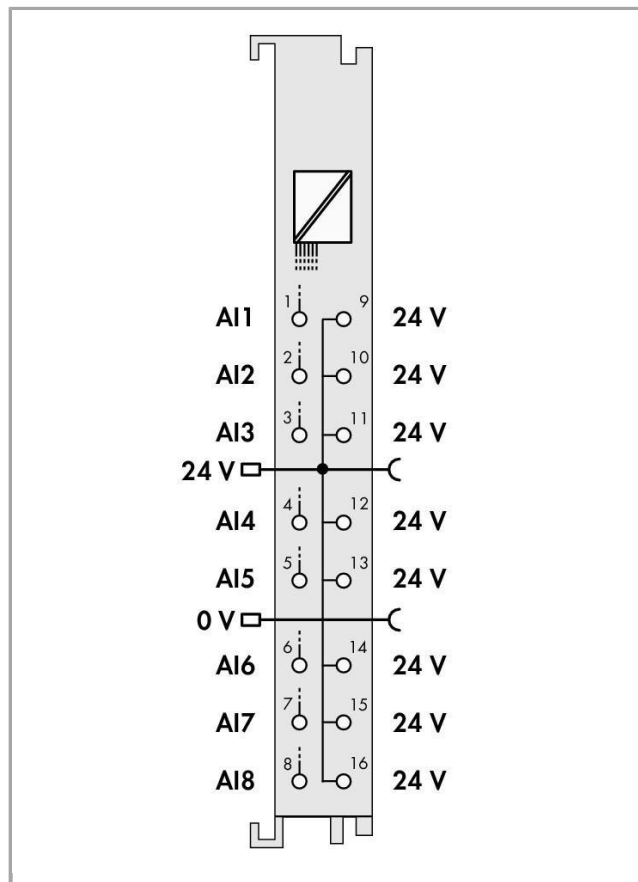 AI1 1 9 24 V
AI2 2 10 24 V
AI3 3 11 24 V
24 V
AI4 4 12 24 V
AI5 5 13 24 V
0 V
AI6 6 14 24 V
AI7 7 15 24 V
AI8 8 16 24 V